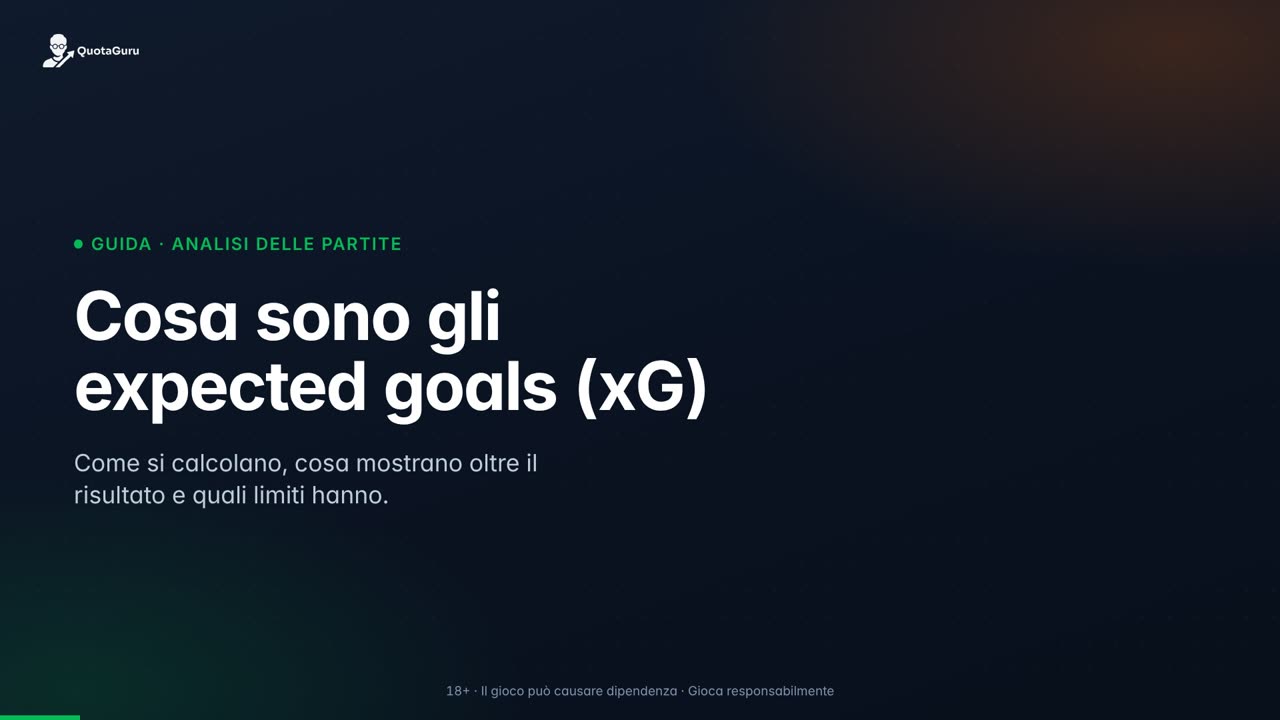 QuotaGuru
GUIDA · ANALISI DELLE PARTITE
Cosa sono gli
expected goals (xG)
Come si calcolano, cosa mostrano oltre il
risultato e quali limiti hanno.
18+ · Il gioco può causare dipendenza · Gioca responsabilmente